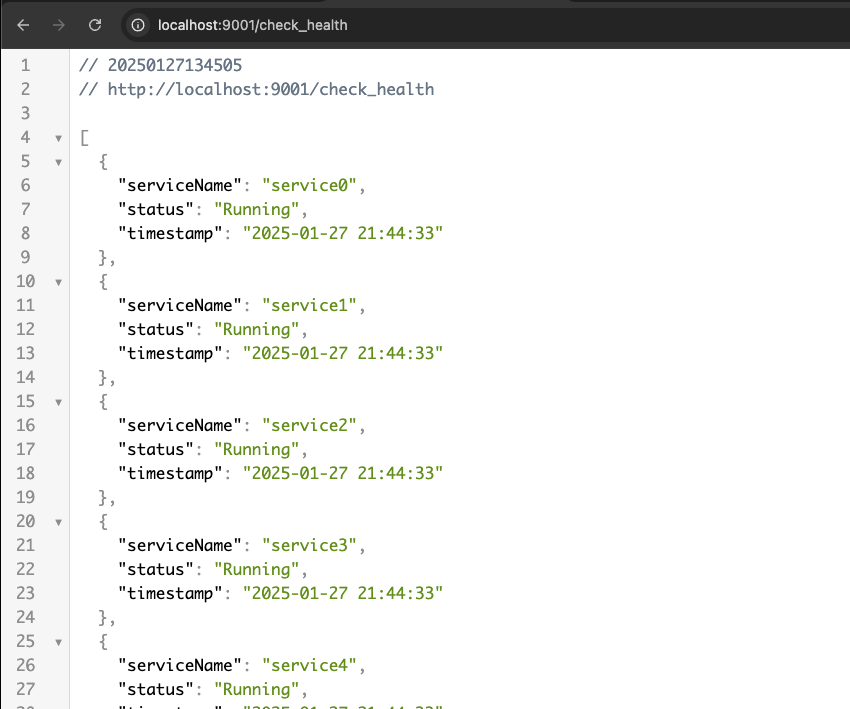 localhost:9001/check_health
1 // 20250127134505
2 // http://localhost:9001/check_health
3
4 [
5 {
6 "serviceName": "service0",
7 "status": "Running",
8 "timestamp": "2025-01-27 21:44:33"
9 },
10 {
11 "serviceName": "service1",
12 "status": "Running",
13 "timestamp": "2025-01-27 21:44:33"
14 },
15 {
16 "serviceName": "service2",
17 "status": "Running",
18 "timestamp": "2025-01-27 21:44:33"
19 },
20 {
21 "serviceName": "service3",
22 "status": "Running",
23 "timestamp": "2025-01-27 21:44:33"
24 },
25 {
26 "serviceName": "service4",
27 "status": "Running",